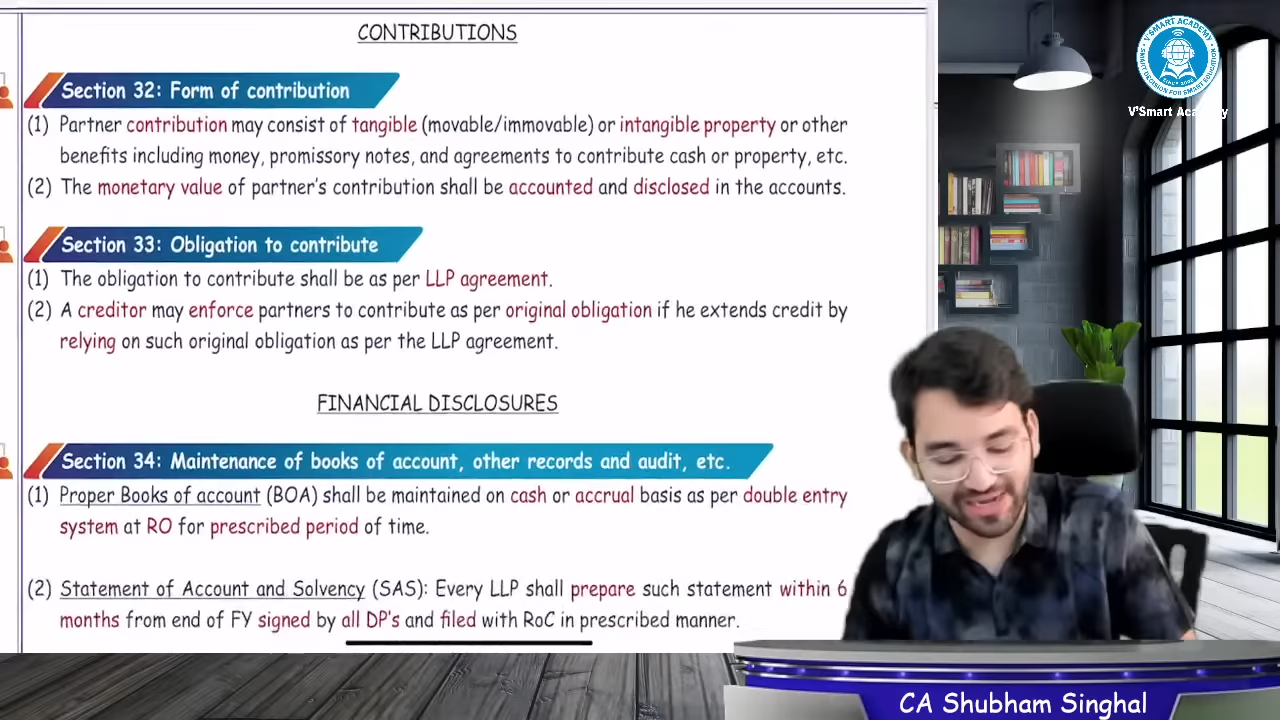 CONTRIBUTIONS
Section 32: Form of contribution
(1) Partner contribution may consist of tangible (movable/immovable) or intangible property or other
benefits including money, promissory notes, and agreements to contribute cash or property, etc.
(2) The monetary value of partner's contribution shall be accounted and disclosed in the accounts.
Section 33: Obligation to contribute
(1) The obligation to contribute shall be as per LLP agreement.
(2) A creditor may enforce partners to contribute as per original obligation if he extends credit by
relying on such original obligation as per the LLP agreement.
FINANCIAL DISCLOSURES
Section 34: Maintenance of books of account, other records and audit, etc.
(1) Proper Books of account (BOA) shall be maintained on cash or accrual basis as per double entry
system at RO for prescribed period of time.
(2) Statement of Account and Solvency (SAS): Every LLP shall prepare such statement within 6
months from end of FY signed by all DP's and filed with RoC in prescribed manner.
V'SMART ACADEMY
SMART DECISION FOR SMART EDUCATION
V'Smart Academy
CA Shubham Singhal